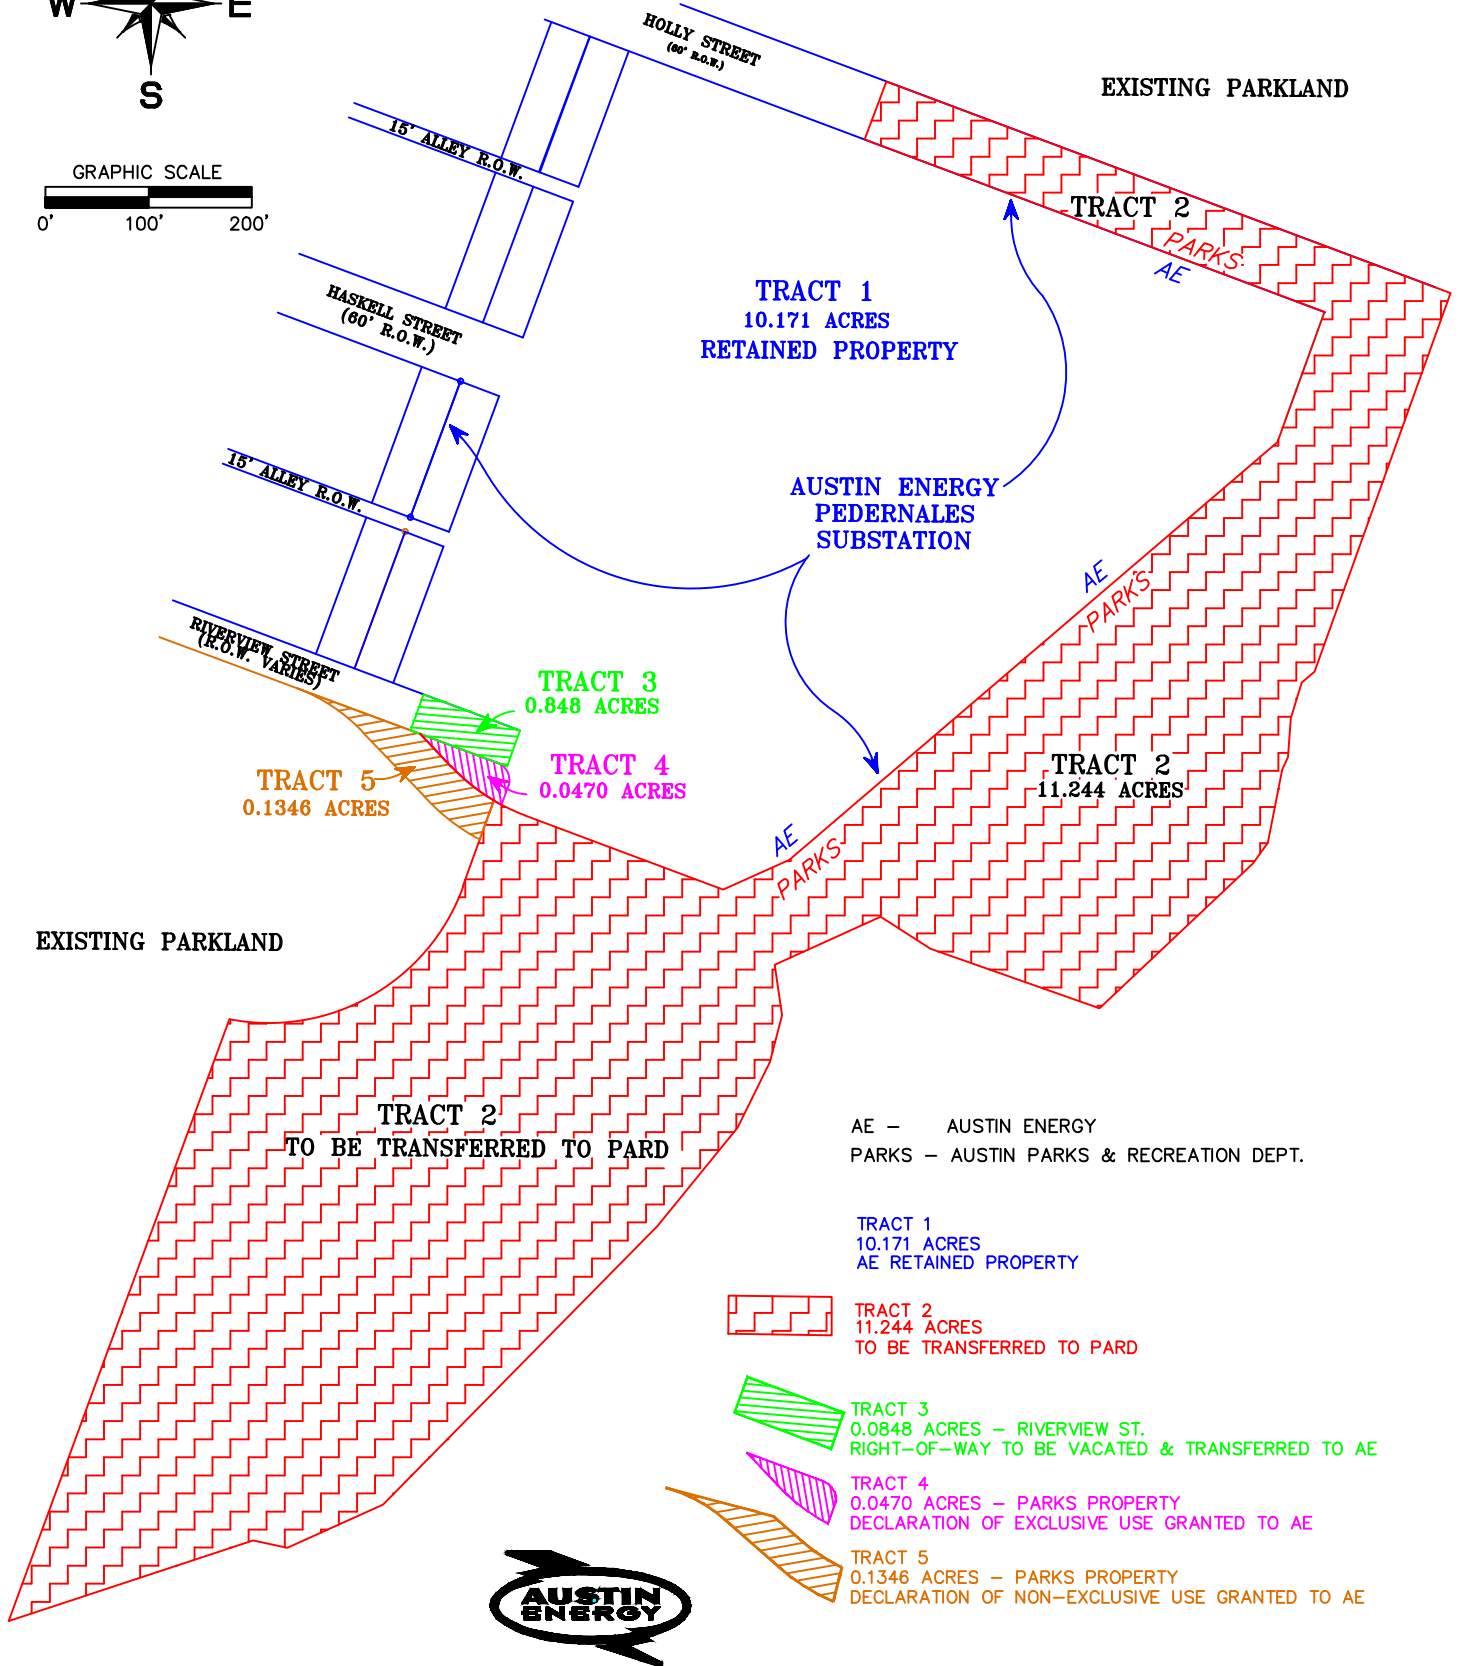 W E
S
GRAPHIC SCALE
0' 100' 200'
HOLLY STREET
(60' R.O.W.)
EXISTING PARKLAND
15' ALLEY R.O.W.
TRACT 2
PARKS
AE
HASKELL STREET
(60' R.O.W.)
TRACT 1
10.171 ACRES
RETAINED PROPERTY
15' ALLEY R.O.W.
AUSTIN ENERGY
PEDERNALES
SUBSTATION
AE
PARKS
RIVERVIEW STREET
(R.O.W. VARIES)
TRACT 3
0.848 ACRES
TRACT 4
0.0470 ACRES
TRACT 5
0.1346 ACRES
TRACT 2
11.244 ACRES
AE
PARKS
EXISTING PARKLAND
TRACT 2
TO BE TRANSFERRED TO PARD
AE – AUSTIN ENERGY
PARKS – AUSTIN PARKS & RECREATION DEPT.
TRACT 1
10.171 ACRES
AE RETAINED PROPERTY
TRACT 2
11.244 ACRES
TO BE TRANSFERRED TO PARD
TRACT 3
0.0848 ACRES – RIVERVIEW ST.
RIGHT–OF–WAY TO BE VACATED & TRANSFERRED TO AE
TRACT 4
0.0470 ACRES – PARKS PROPERTY
DECLARATION OF EXCLUSIVE USE GRANTED TO AE
TRACT 5
0.1346 ACRES – PARKS PROPERTY
DECLARATION OF NON–EXCLUSIVE USE GRANTED TO AE
AUSTIN
ENERGY